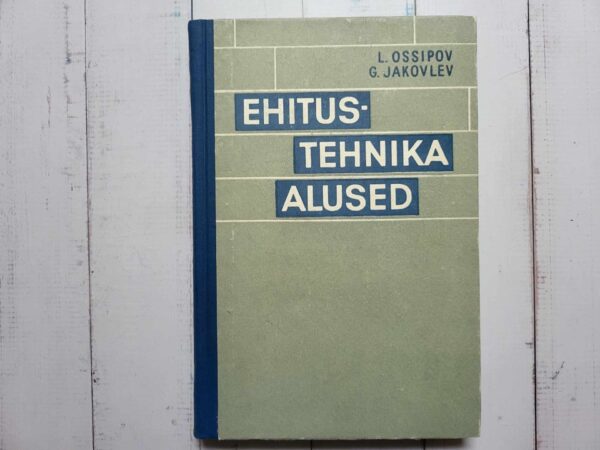 L. OSSIPOV
G. JAKOVLEV
EHITUS-
TEHNIKA
ALUSED